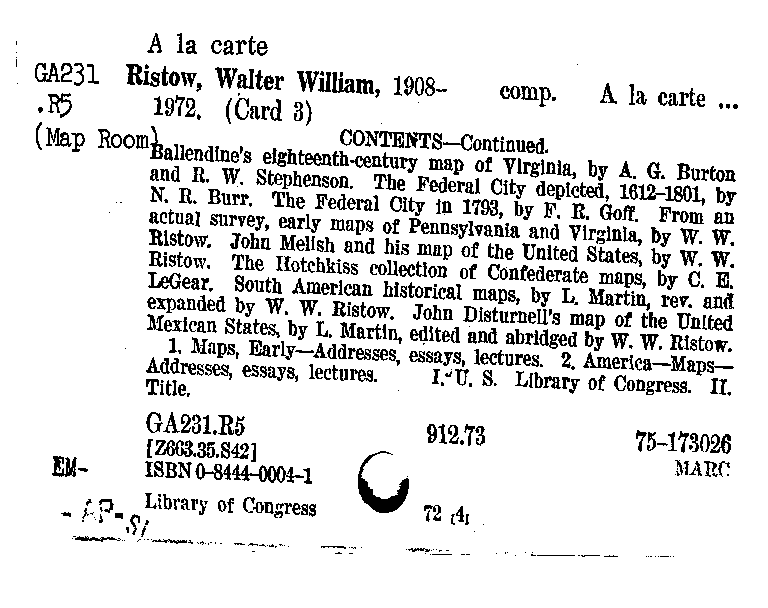 A la carte
GA231 Ristow, Walter William, 1908– comp. A la carte ...
.R5 1972. (Card 3)
(Map Room) CONTENTS—Continued.
Ballendine's eighteenth-century map of Virginia, by A. G. Burton
and R. W. Stephenson. The Federal City depicted, 1612–1801, by
N. R. Burr. The Federal City in 1793, by F. R. Goff. From an
actual survey, early maps of Pennsylvania and Virginia, by W. W.
Ristow. John Melish and his map of the United States, by W. W.
Ristow. The Hotchkiss collection of Confederate maps, by C. E.
LeGear. South American historical maps, by L. Martin, rev. and
expanded by W. W. Ristow. John Disturnell's map of the United
Mexican States, by L. Martin, edited and abridged by W. W. Ristow.
1. Maps, Early—Addresses, essays, lectures. 2. America—Maps—
Addresses, essays, lectures. I. U. S. Library of Congress. II.
Title.
GA231.R5 912.73 75–173026
[Z663.35.S42] MARC
EM– ISBN 0–8444–0004–1
Library of Congress 72 [4]
-AP-SI